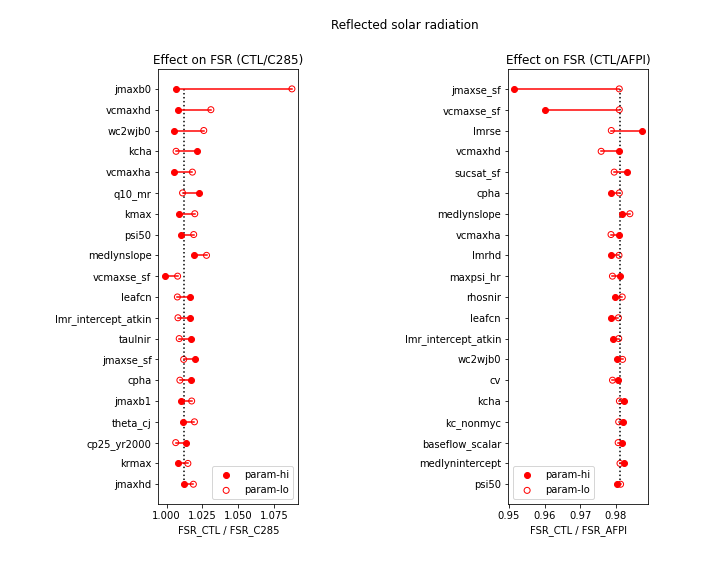 Reflected solar radiation
Effect on FSR (CTL/C285)
jmaxb0
vcmaxhd
wc2wjb0
kcha
vcmaxha
q10_mr
kmax
psi50
medlynslope
vcmaxse_sf
leafcn
lmr_intercept_atkin
taulnir
jmaxse_sf
cpha
jmaxb1
theta_cj
cp25_yr2000
krmax
jmaxhd
param-hi
param-lo
1.000 1.025 1.050 1.075
FSR_CTL / FSR_C285
Effect on FSR (CTL/AFPI)
jmaxse_sf
vcmaxse_sf
lmrse
vcmaxhd
sucsat_sf
cpha
medlynslope
vcmaxha
lmrhd
maxpsi_hr
rhosnir
leafcn
lmr_intercept_atkin
wc2wjb0
cv
kcha
kc_nonmyc
baseflow_scalar
medlynintercept
psi50
param-hi
param-lo
0.95 0.96 0.97 0.98
FSR_CTL / FSR_AFPI